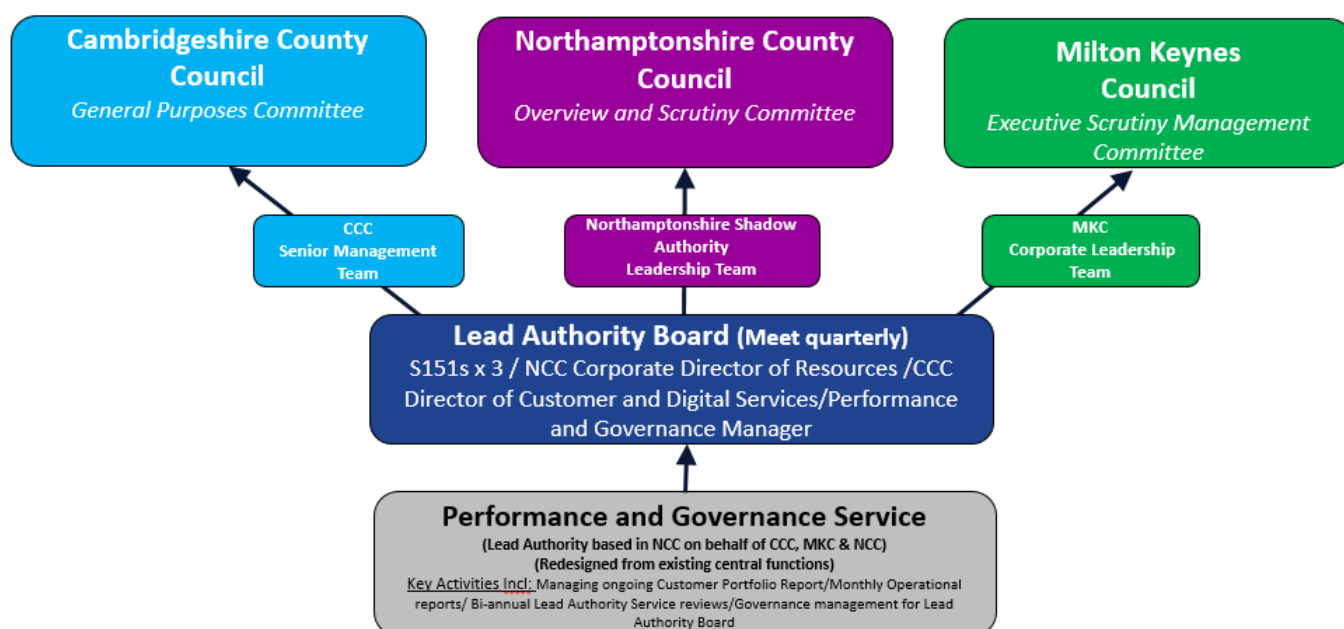 Cambridgeshire County
Council
General Purposes Committee
Northamptonshire County
Council
Overview and Scrutiny Committee
Milton Keynes
Council
Executive Scrutiny Management
Committee
CCC
Senior Management
Team
Northamptonshire Shadow
Authority
Leadership Team
MKC
Corporate Leadership
Team
Lead Authority Board (Meet quarterly)
S151s x 3 / NCC Corporate Director of Resources /CCC
Director of Customer and Digital Services/Performance
and Governance Manager
Performance and Governance Service
(Lead Authority based in NCC on behalf of CCC, MKC & NCC)
(Redesigned from existing central functions)
Key Activities Incl: Managing ongoing Customer Portfolio Report/Monthly Operational
reports/ Bi-annual Lead Authority Service reviews/Governance management for Lead
Authority Board